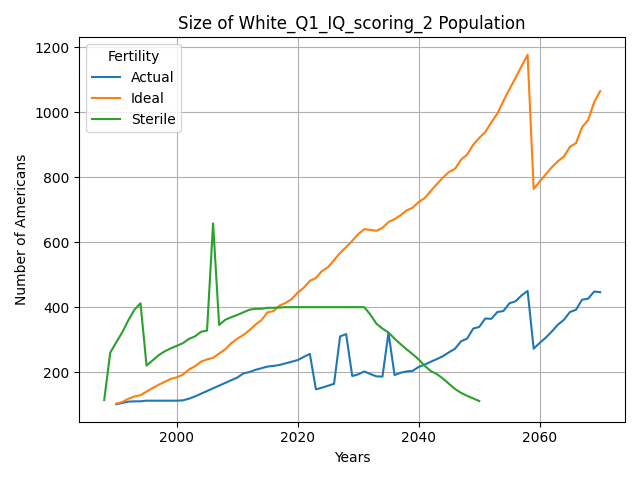 Size of White_Q1_IQ_scoring_2 Population
Number of Americans
1200
1000
800
600
400
200
Fertility
Actual
Ideal
Sterile
2000
2020
2040
2060
Years